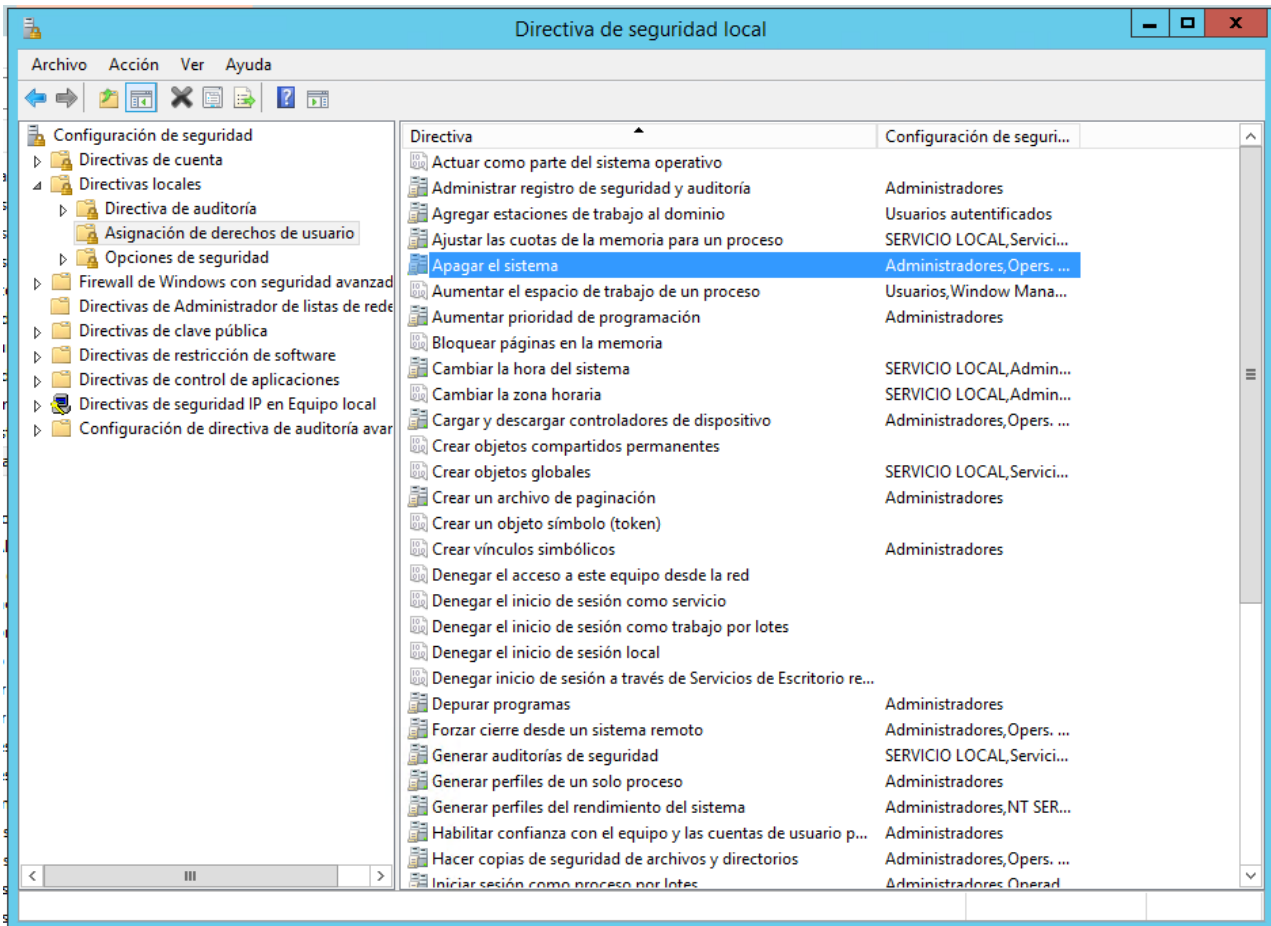 Directiva de seguridad local
Archivo Acción Ver Ayuda
Configuración de seguridad
Directivas de cuenta
Directivas locales
Directiva de auditoría
Asignación de derechos de usuario
Opciones de seguridad
Firewall de Windows con seguridad avanzad
Directivas de Administrador de listas de rede
Directivas de clave pública
Directivas de restricción de software
Directivas de control de aplicaciones
Directivas de seguridad IP en Equipo local
Configuración de directiva de auditoría avar
Directiva Configuración de seguri...
Actuar como parte del sistema operativo
Administrar registro de seguridad y auditoría Administradores
Agregar estaciones de trabajo al dominio Usuarios autentificados
Ajustar las cuotas de la memoria para un proceso SERVICIO LOCAL,Servici...
Apagar el sistema Administradores,Opers. ...
Aumentar el espacio de trabajo de un proceso Usuarios,Window Mana...
Aumentar prioridad de programación Administradores
Bloquear páginas en la memoria
Cambiar la hora del sistema SERVICIO LOCAL,Admin...
Cambiar la zona horaria SERVICIO LOCAL,Admin...
Cargar y descargar controladores de dispositivo Administradores,Opers. ...
Crear objetos compartidos permanentes
Crear objetos globales SERVICIO LOCAL,Servici...
Crear un archivo de paginación Administradores
Crear un objeto símbolo (token)
Crear vínculos simbólicos Administradores
Denegar el acceso a este equipo desde la red
Denegar el inicio de sesión como servicio
Denegar el inicio de sesión como trabajo por lotes
Denegar el inicio de sesión local
Denegar inicio de sesión a través de Servicios de Escritorio re...
Depurar programas Administradores
Forzar cierre desde un sistema remoto Administradores,Opers. ...
Generar auditorías de seguridad SERVICIO LOCAL,Servici...
Generar perfiles de un solo proceso Administradores
Generar perfiles del rendimiento del sistema Administradores,NT SER...
Habilitar confianza con el equipo y las cuentas de usuario p... Administradores
Hacer copias de seguridad de archivos y directorios Administradores,Opers. ...
Iniciar sesión como proceso por lotes Administradores Operad